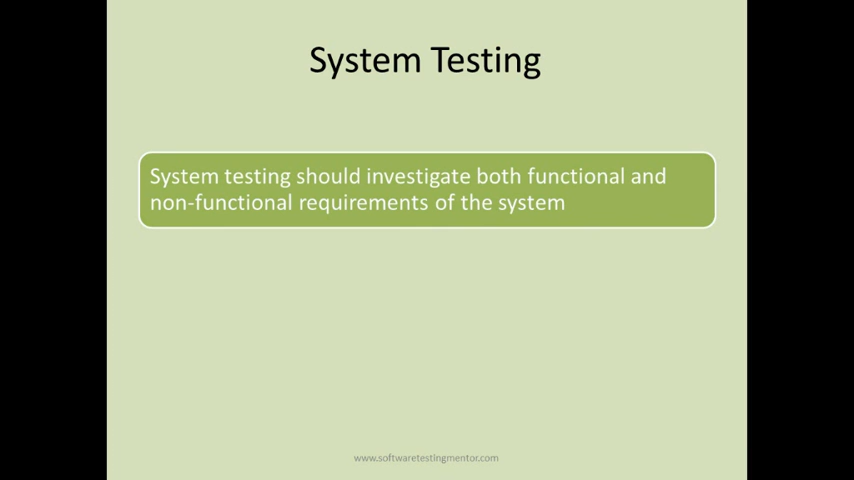 System Testing
System testing should investigate both functional and
non-functional requirements of the system
www.softwaretestingmentor.com